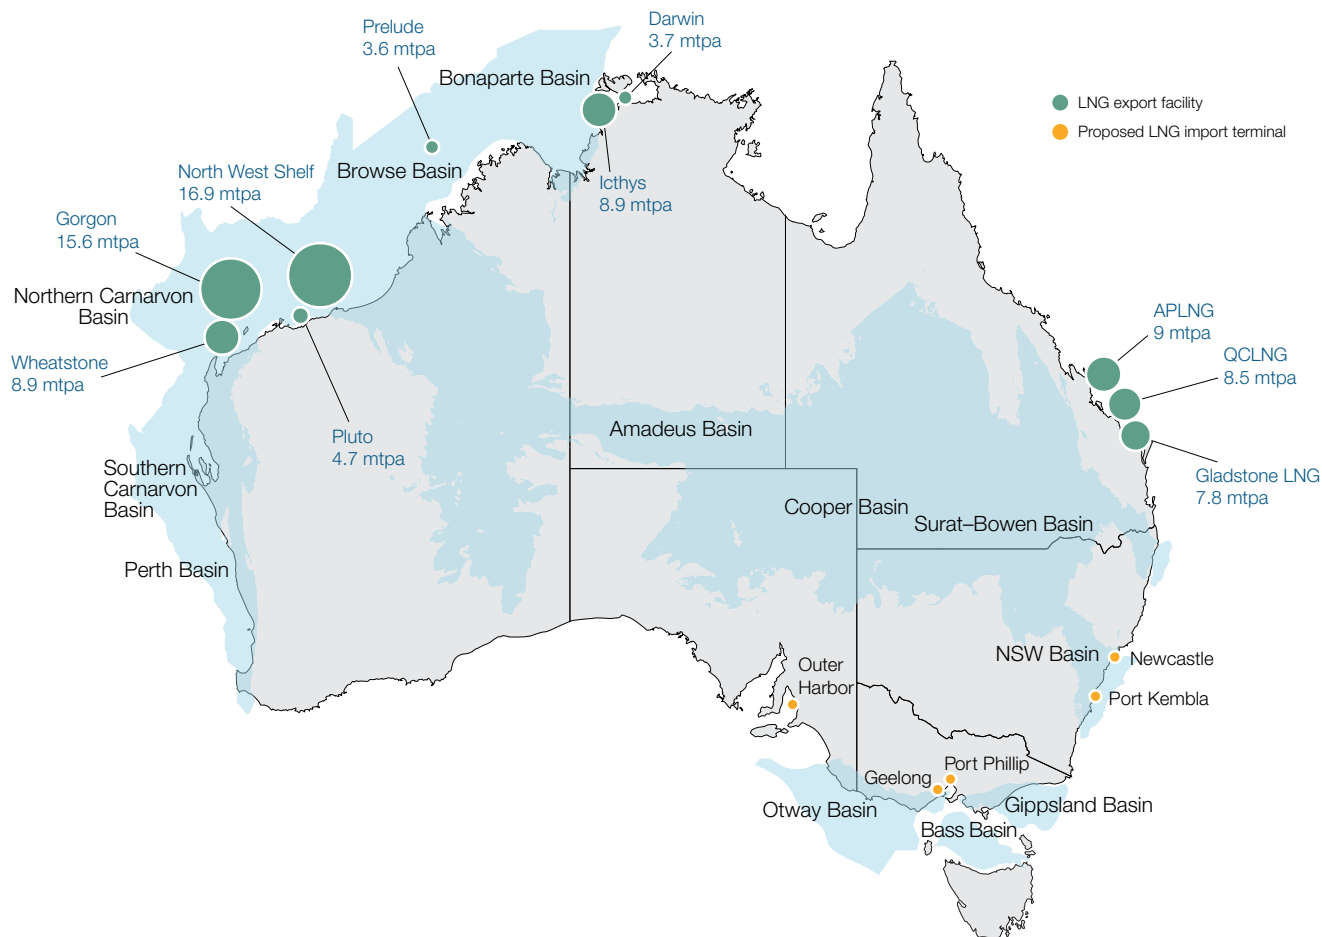 Prelude
3.6 mtpa
Darwin
3.7 mtpa
Bonaparte Basin
LNG export facility
Proposed LNG import terminal
North West Shelf
16.9 mtpa
Browse Basin
Icthys
8.9 mtpa
Gorgon
15.6 mtpa
Northern Carnarvon
Basin
Wheatstone
8.9 mtpa
Pluto
4.7 mtpa
APLNG
9 mtpa
QCLNG
8.5 mtpa
Gladstone LNG
7.8 mtpa
Amadeus Basin
Southern
Carnarvon
Basin
Cooper Basin
Surat–Bowen Basin
Perth Basin
NSW Basin
Newcastle
Outer
Harbor
Port Kembla
Port Phillip
Geelong
Otway Basin
Gippsland Basin
Bass Basin